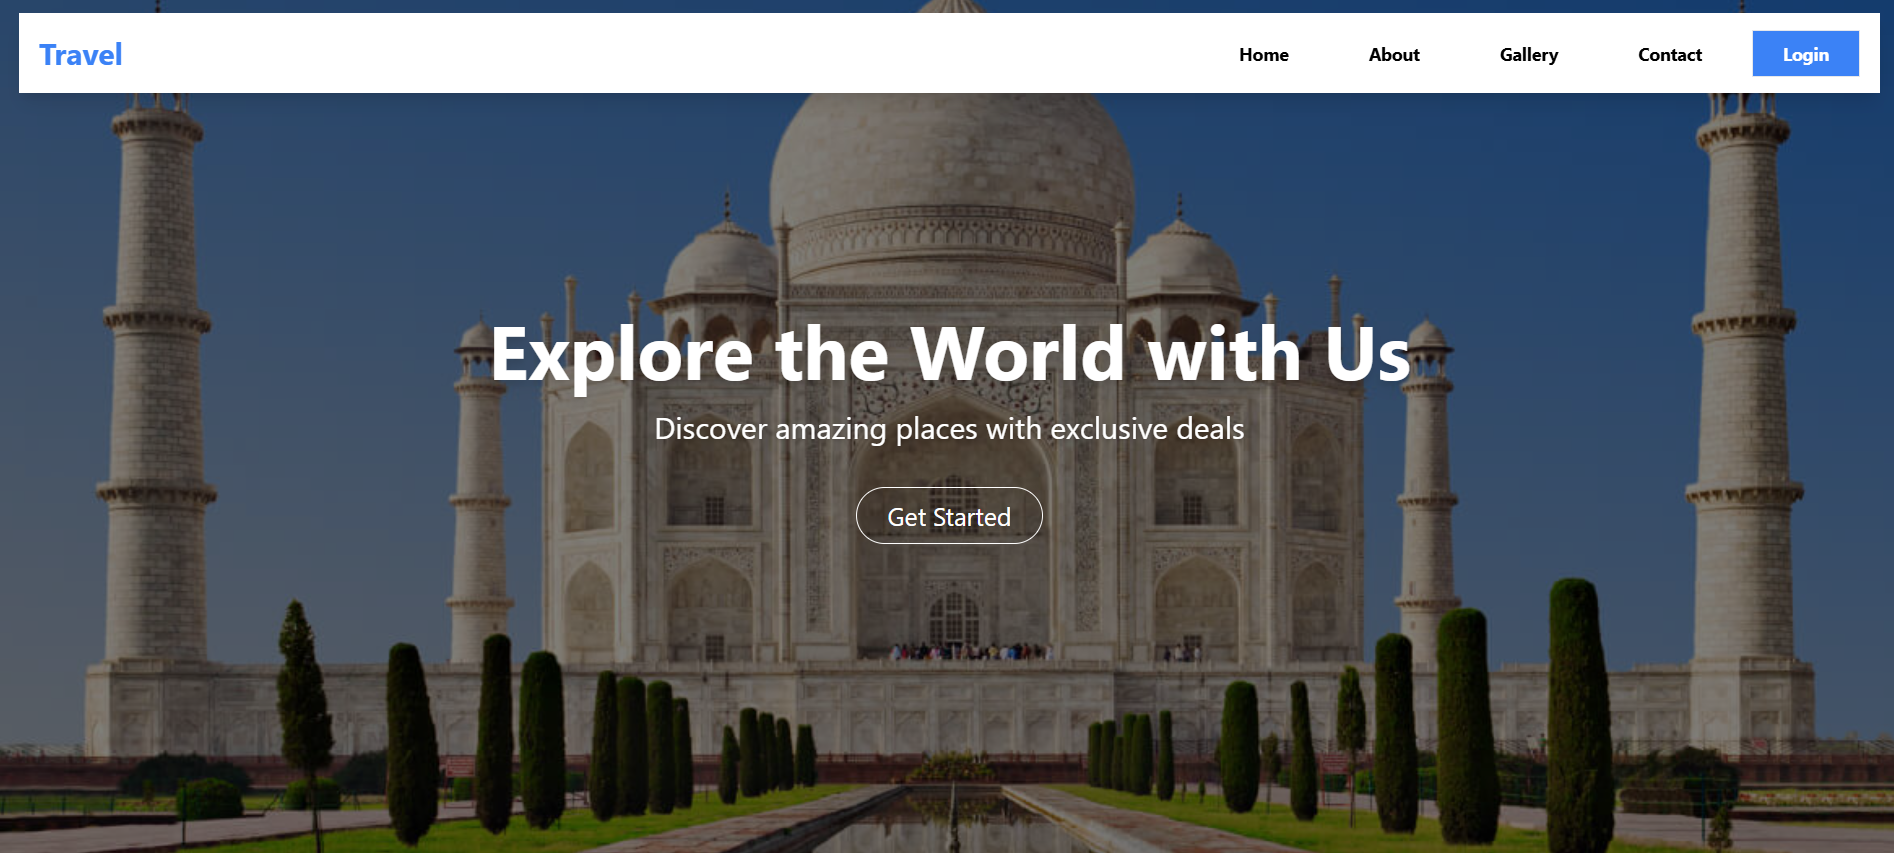 Travel
Home
About
Gallery
Contact
Login
Explore the World with Us
Discover amazing places with exclusive deals
Get Started